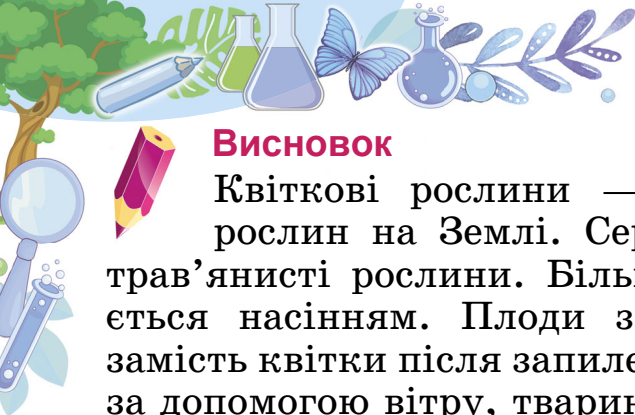 Висновок
Квіткові рослини —
рослин на Землі. Сер
трав’янисті рослини. Біль
ється насінням. Плоди з
замість квітки після запиле
за допомогою вітру, тварин